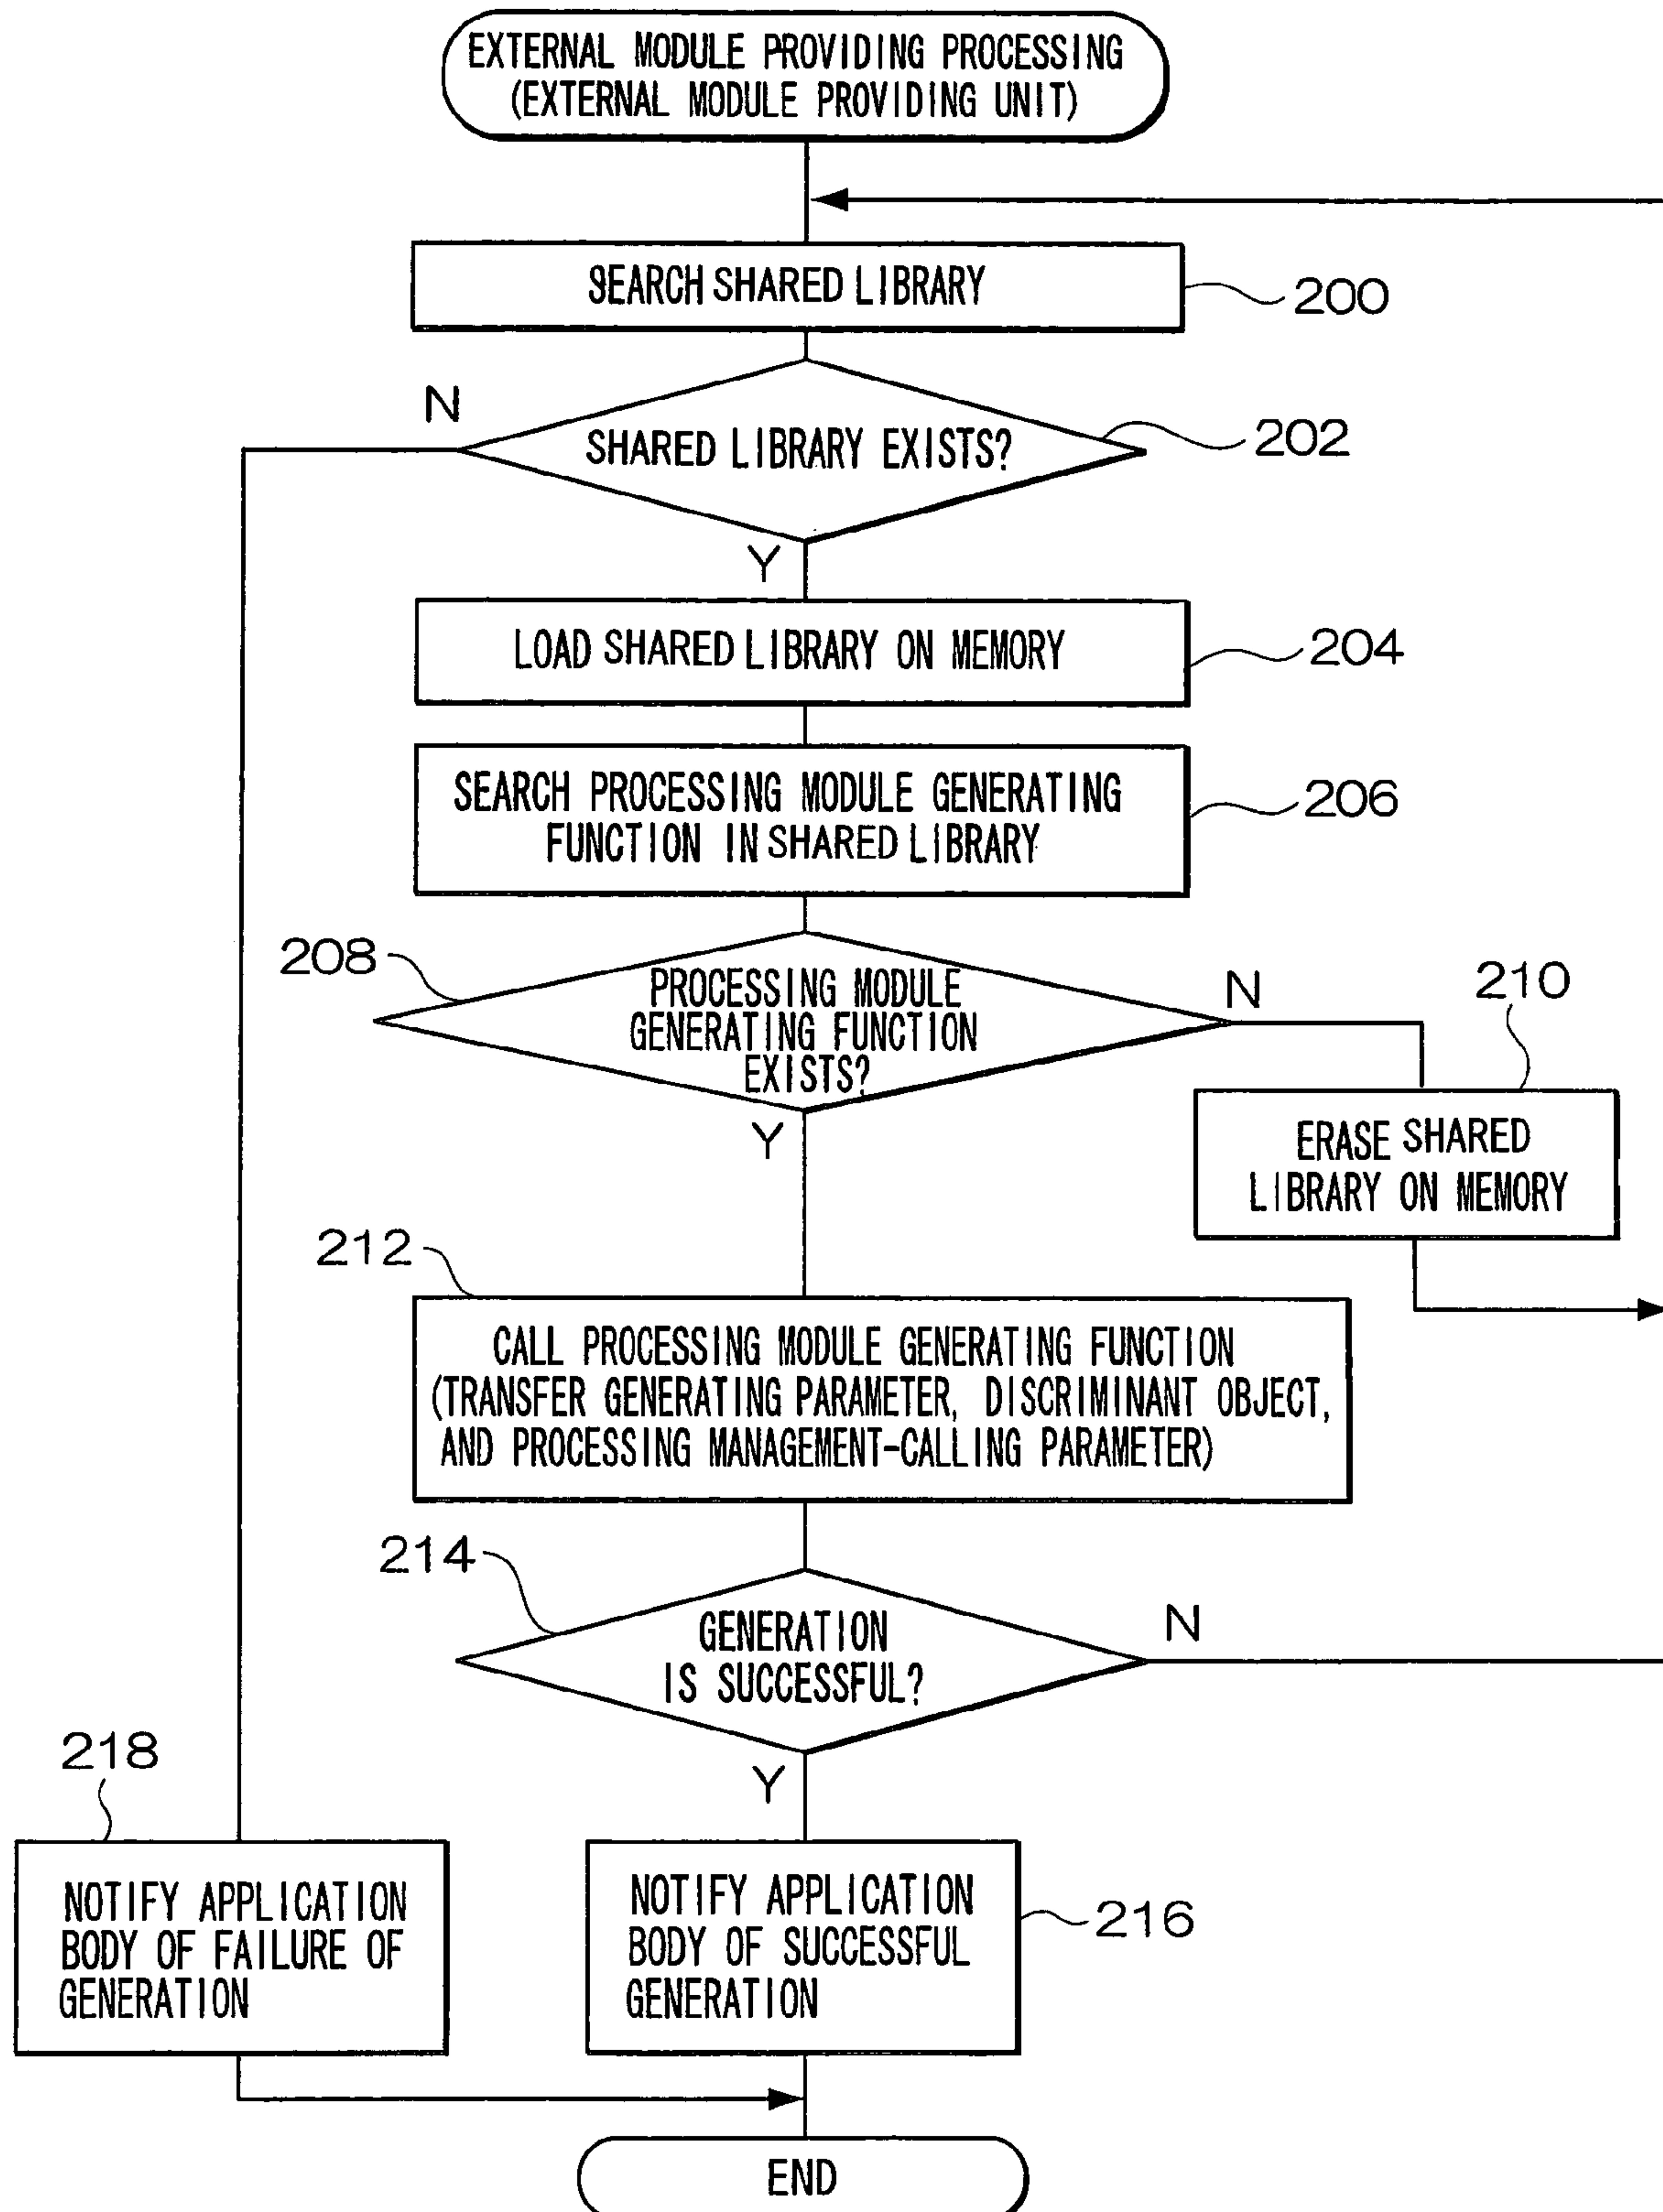 EXTERNAL MODULE PROVIDING PROCESSING
(EXTERNAL MODULE PROVIDING UNIT)
SEARCH SHARED LIBRARY
200
N
SHARED LIBRARY EXISTS?
202
Y
LOAD SHARED LIBRARY ON MEMORY
204
SEARCH PROCESSING MODULE GENERATING
FUNCTION IN SHARED LIBRARY
206
208
PROCESSING MODULE
GENERATING FUNCTION
EXISTS?
N
210
Y
ERASE SHARED
LIBRARY ON MEMORY
212
CALL PROCESSING MODULE GENERATING FUNCTION
(TRANSFER GENERATING PARAMETER, DISCRIMINANT OBJECT,
AND PROCESSING MANAGEMENT-CALLING PARAMETER)
214
GENERATION
IS SUCCESSFUL?
N
Y
218
NOTIFY APPLICATION
BODY OF FAILURE OF
GENERATION
NOTIFY APPLICATION
BODY OF SUCCESSFUL
GENERATION
216
END